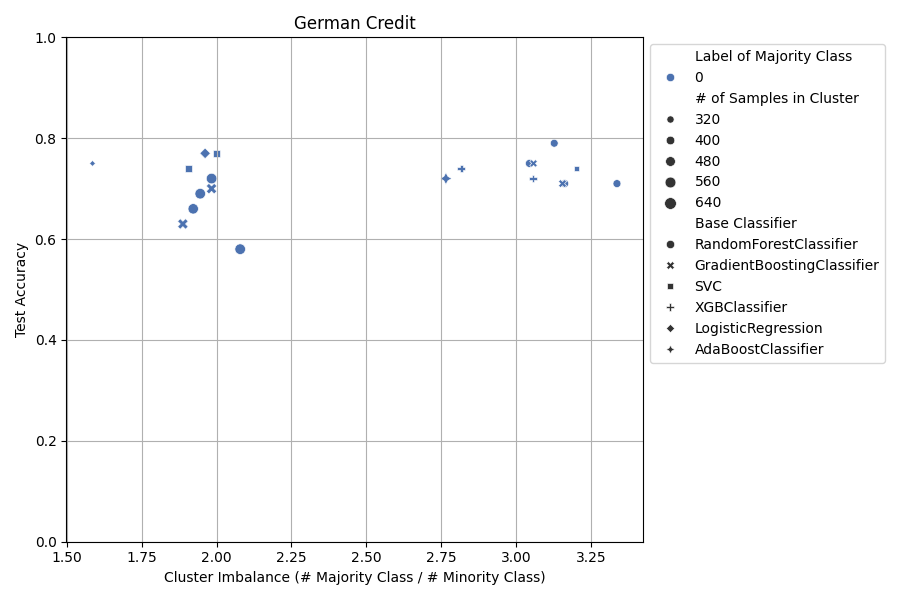 German Credit
1.0
0.8
0.6
0.4
0.2
0.0
Test Accuracy
1.50
1.75
2.00
2.25
2.50
2.75
3.00
3.25
Cluster Imbalance (# Majority Class / # Minority Class)
Label of Majority Class
0
# of Samples in Cluster
320
400
480
560
640
Base Classifier
RandomForestClassifier
GradientBoostingClassifier
SVC
XGBClassifier
LogisticRegression
AdaBoostClassifier